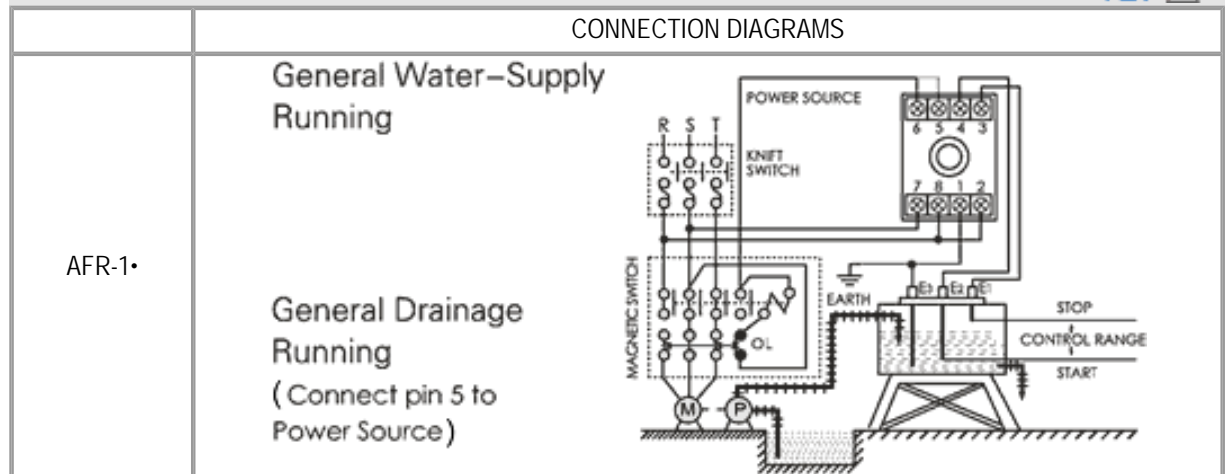 CONNECTION DIAGRAMS
AFR-1•
General Water-Supply
Running
General Drainage
Running
(Connect pin 5 to
Power Source)
POWER SOURCE
R S T
KNIFT
SWITCH
6 5 4 3
7 8 1 2
MAGNETIC SWITCH
OL
EARTH
E3 E2 E1
STOP
CONTROL RANGE
START
M P